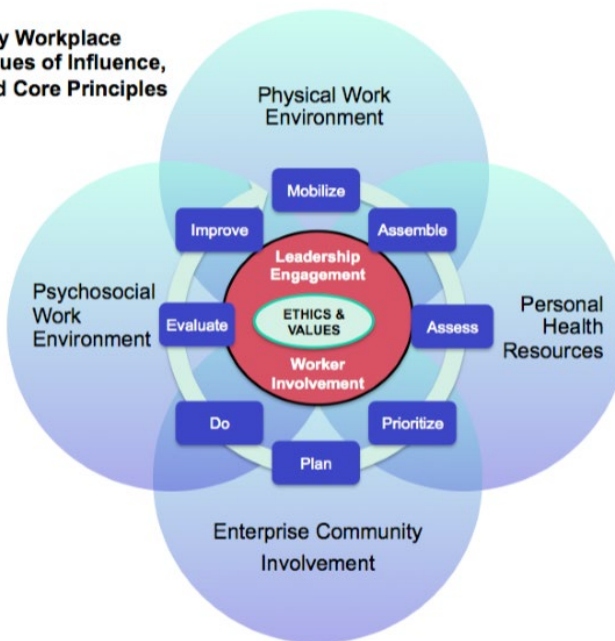 Workplace
ues of Influence,
Core Principles
Physical Work
Environment
Mobilize
Improve
Assemble
Leadership
Engagement
Psychosocial
Work
Environment
Evaluate
ETHICS &
VALUES
Assess
Personal
Health
Resources
Worker
Involvement
Do
Prioritize
Plan
Enterprise Community
Involvement